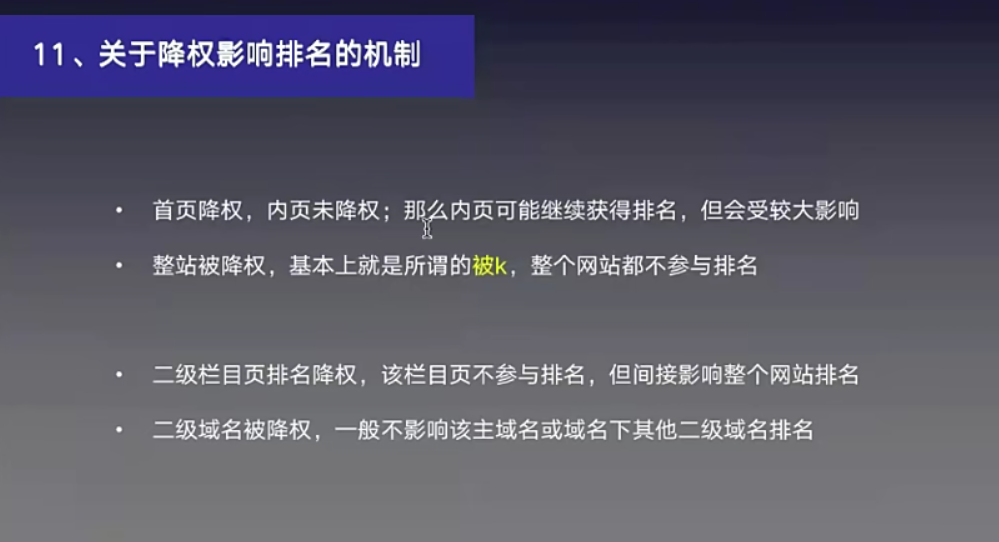 11、关于降权影响排名的机制
• 首页降权，内页未降权；那么内页可能继续获得排名，但会受较大影响
• 整站被降权，基本上就是所谓的被k，整个网站都不参与排名
• 二级栏目页排名降权，该栏目页不参与排名，但间接影响整个网站排名
• 二级域名被降权，一般不影响该主域名或域名下其他二级域名排名